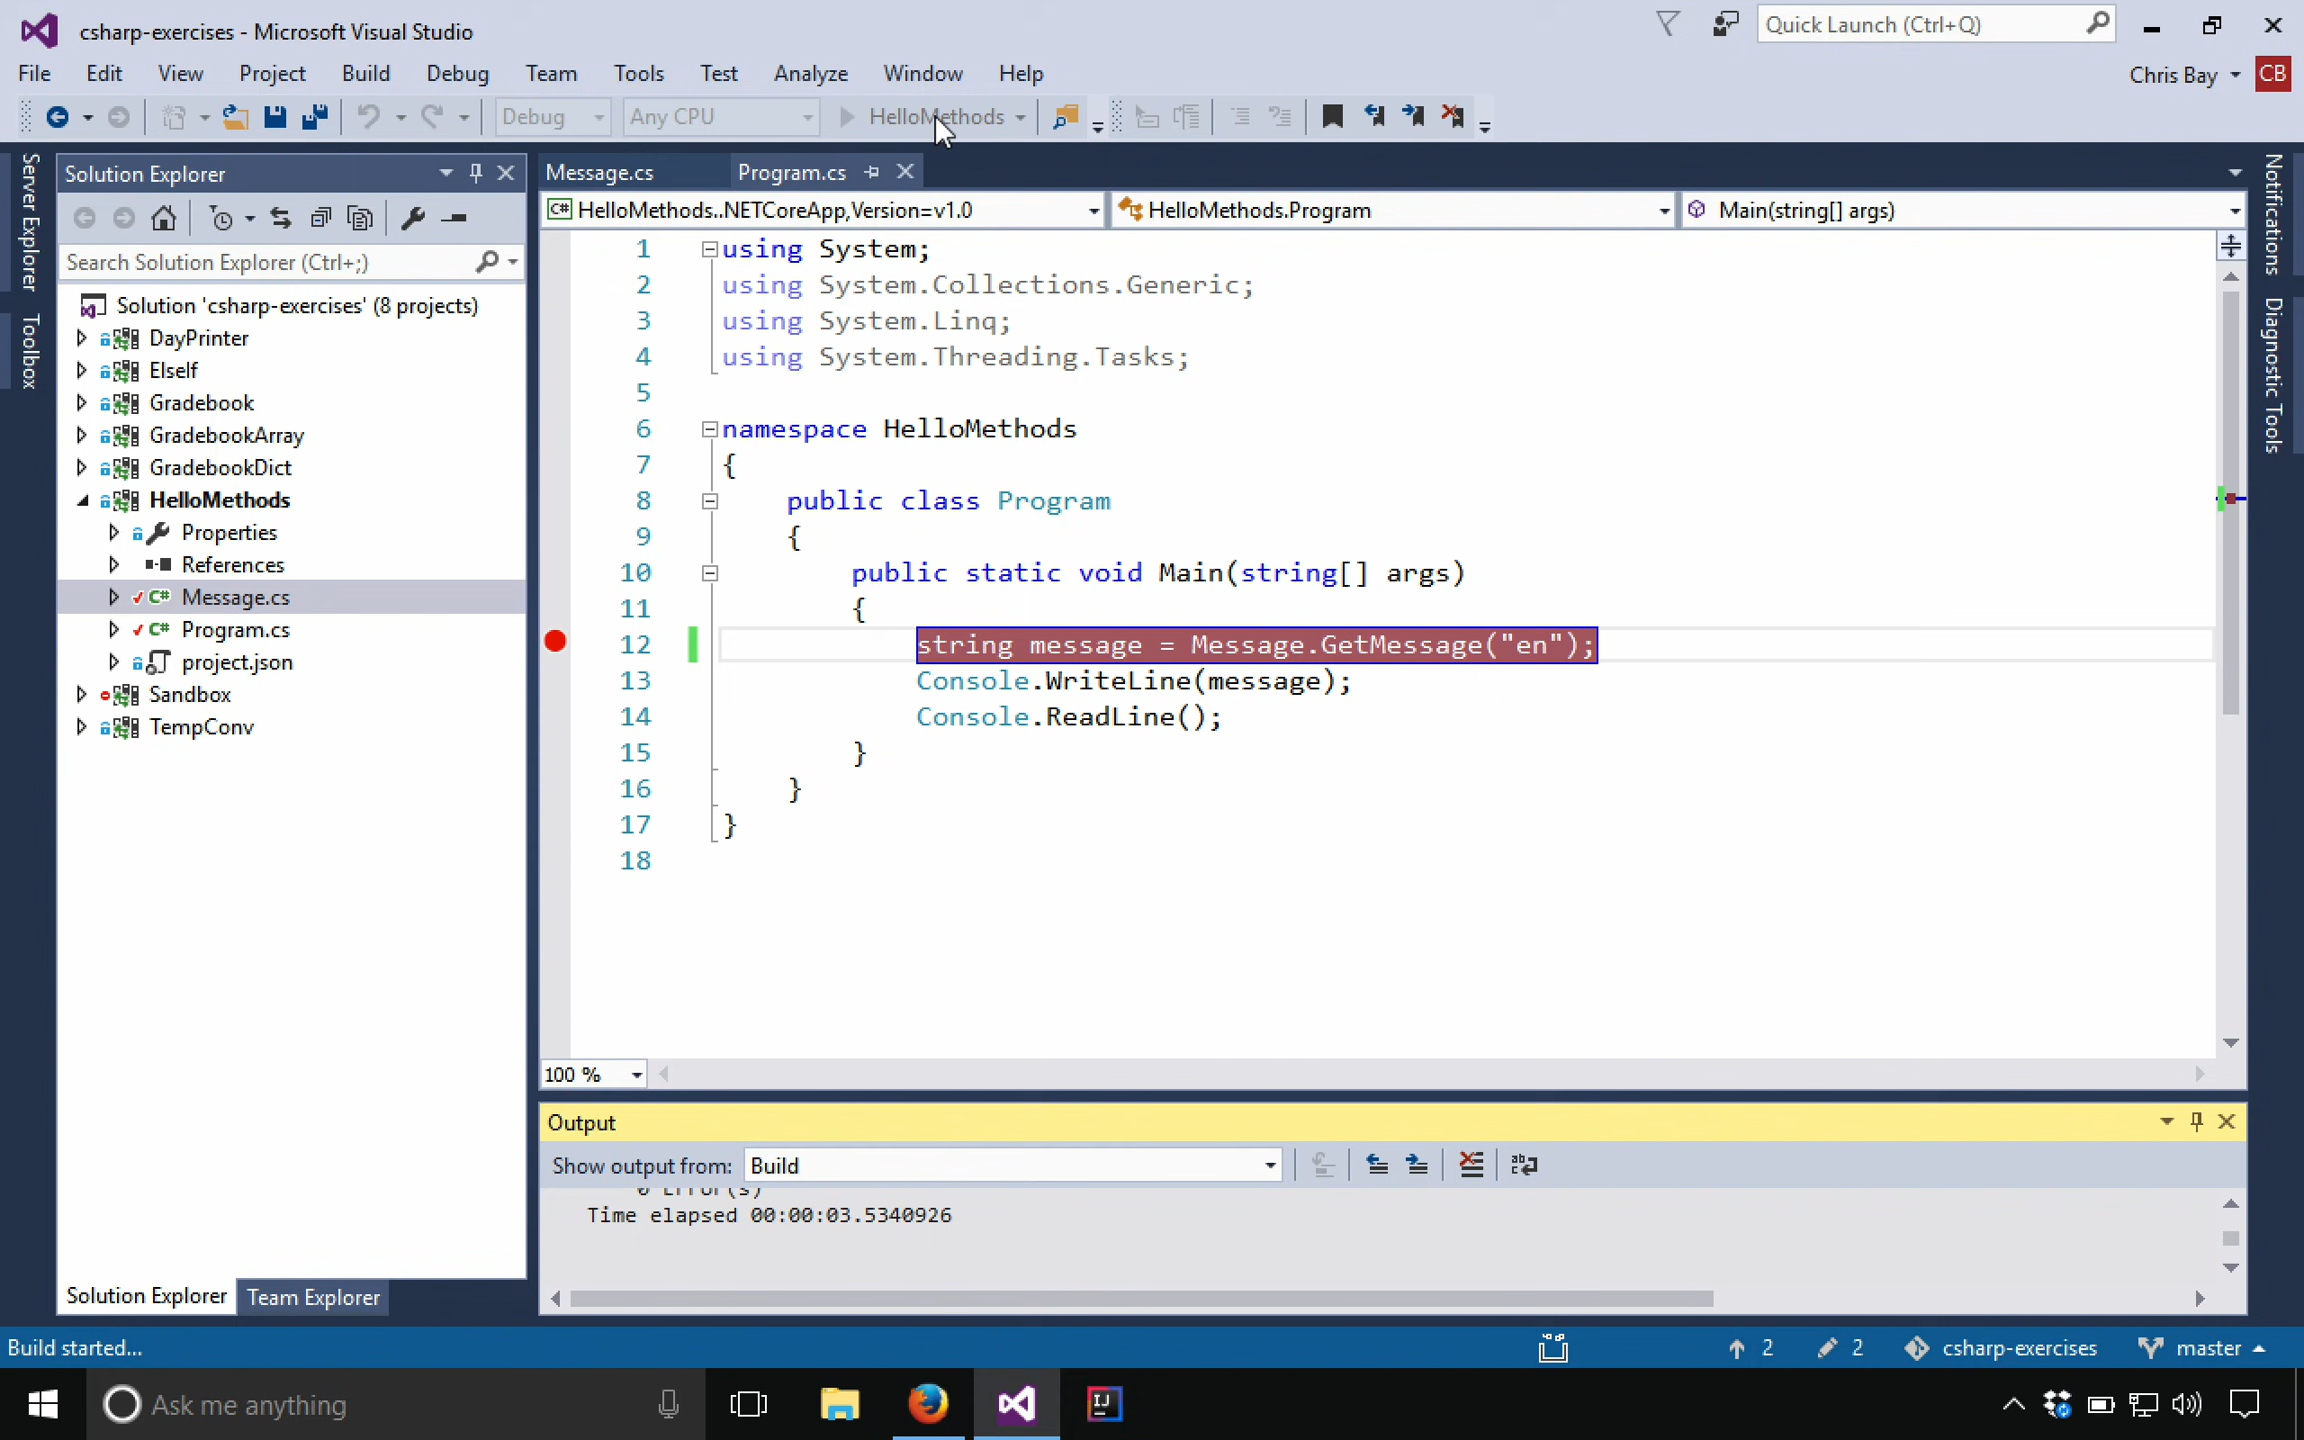 csharp-exercises - Microsoft Visual Studio
Quick Launch (Ctrl+Q)
File Edit View Project Build Debug Team Tools Test Analyze Window Help
Chris Bay CB
Debug Any CPU HelloMethods
Server Explorer
Toolbox
Solution Explorer
Search Solution Explorer (Ctrl+;)
Solution 'csharp-exercises' (8 projects)
DayPrinter
ElseIf
Gradebook
GradebookArray
GradebookDict
HelloMethods
Properties
References
C# Message.cs
C# Program.cs
project.json
Sandbox
TempConv
Solution Explorer Team Explorer
Message.cs Program.cs
C# HelloMethods..NETCoreApp,Version=v1.0 HelloMethods.Program Main(string[] args)
1 using System;
2 using System.Collections.Generic;
3 using System.Linq;
4 using System.Threading.Tasks;
5
6 namespace HelloMethods
7 {
8 public class Program
9 {
10 public static void Main(string[] args)
11 {
12 string message = Message.GetMessage("en");
13 Console.WriteLine(message);
14 Console.ReadLine();
15 }
16 }
17 }
18
100 %
Output
Show output from: Build
0 Error(s)
Time elapsed 00:00:03.5340926
Notifications
Diagnostic Tools
Build started...
2 2 csharp-exercises master
Ask me anything
IJ